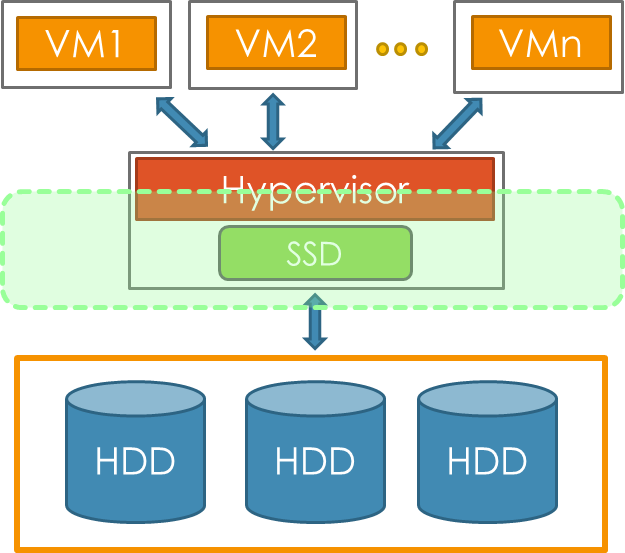 VM1 VM2 VMn
Hypervisor
SSD
HDD HDD HDD